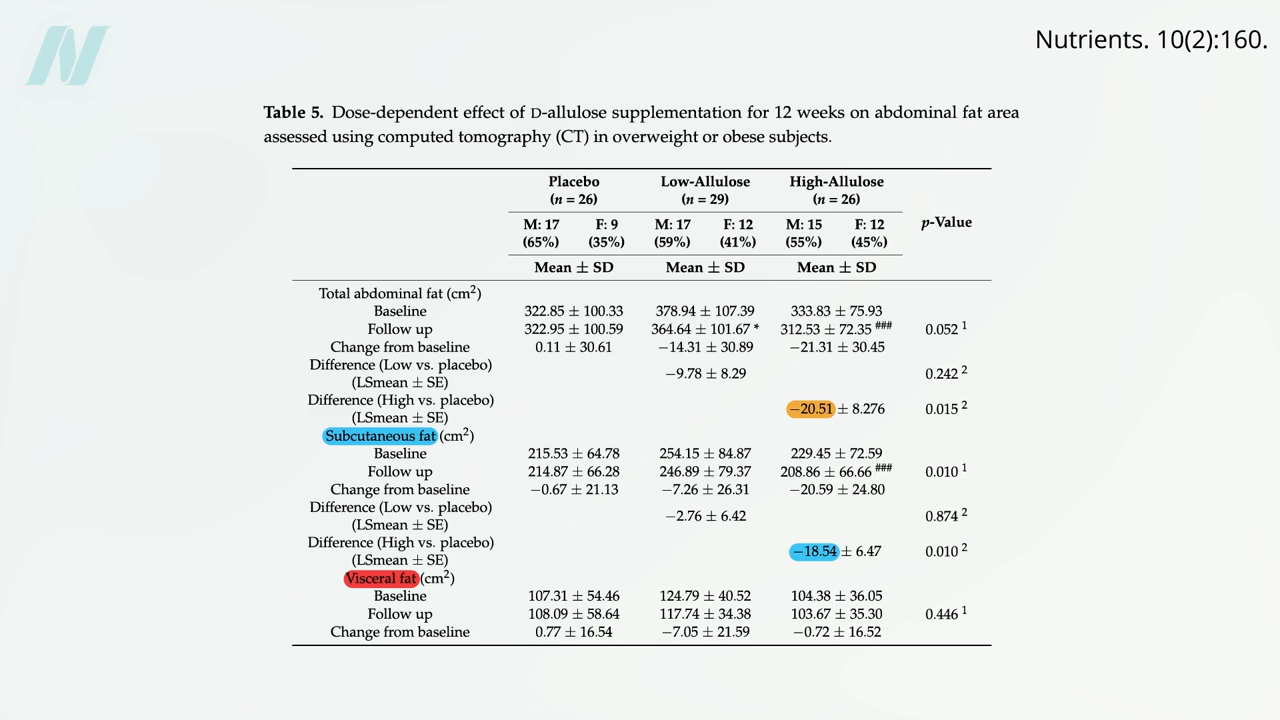 Nutrients. 10(2):160.
Table 5. Dose-dependent effect of D-allulose supplementation for 12 weeks on abdominal fat area
assessed using computed tomography (CT) in overweight or obese subjects.
Placebo Low-Allulose High-Allulose
(n = 26) (n = 29) (n = 26)
p-Value
M: 17 F: 9 M: 17 F: 12 M: 15 F: 12
(65%) (35%) (59%) (41%) (55%) (45%)
Mean ± SD Mean ± SD Mean ± SD
Total abdominal fat (cm²)
Baseline 322.85 ± 100.33 378.94 ± 107.39 333.83 ± 75.93
Follow up 322.95 ± 100.59 364.64 ± 101.67 * 312.53 ± 72.35 ### 0.052 ¹
Change from baseline 0.11 ± 30.61 −14.31 ± 30.89 −21.31 ± 30.45
Difference (Low vs. placebo)
(LSmean ± SE) −9.78 ± 8.29 0.242 ²
Difference (High vs. placebo)
(LSmean ± SE) −20.51 ± 8.276 0.015 ²
Subcutaneous fat (cm²)
Baseline 215.53 ± 64.78 254.15 ± 84.87 229.45 ± 72.59
Follow up 214.87 ± 66.28 246.89 ± 79.37 208.86 ± 66.66 ### 0.010 ¹
Change from baseline −0.67 ± 21.13 −7.26 ± 26.31 −20.59 ± 24.80
Difference (Low vs. placebo)
(LSmean ± SE) −2.76 ± 6.42 0.874 ²
Difference (High vs. placebo)
(LSmean ± SE) −18.54 ± 6.47 0.010 ²
Visceral fat (cm²)
Baseline 107.31 ± 54.46 124.79 ± 40.52 104.38 ± 36.05
Follow up 108.09 ± 58.64 117.74 ± 34.38 103.67 ± 35.30 0.446 ¹
Change from baseline 0.77 ± 16.54 −7.05 ± 21.59 −0.72 ± 16.52